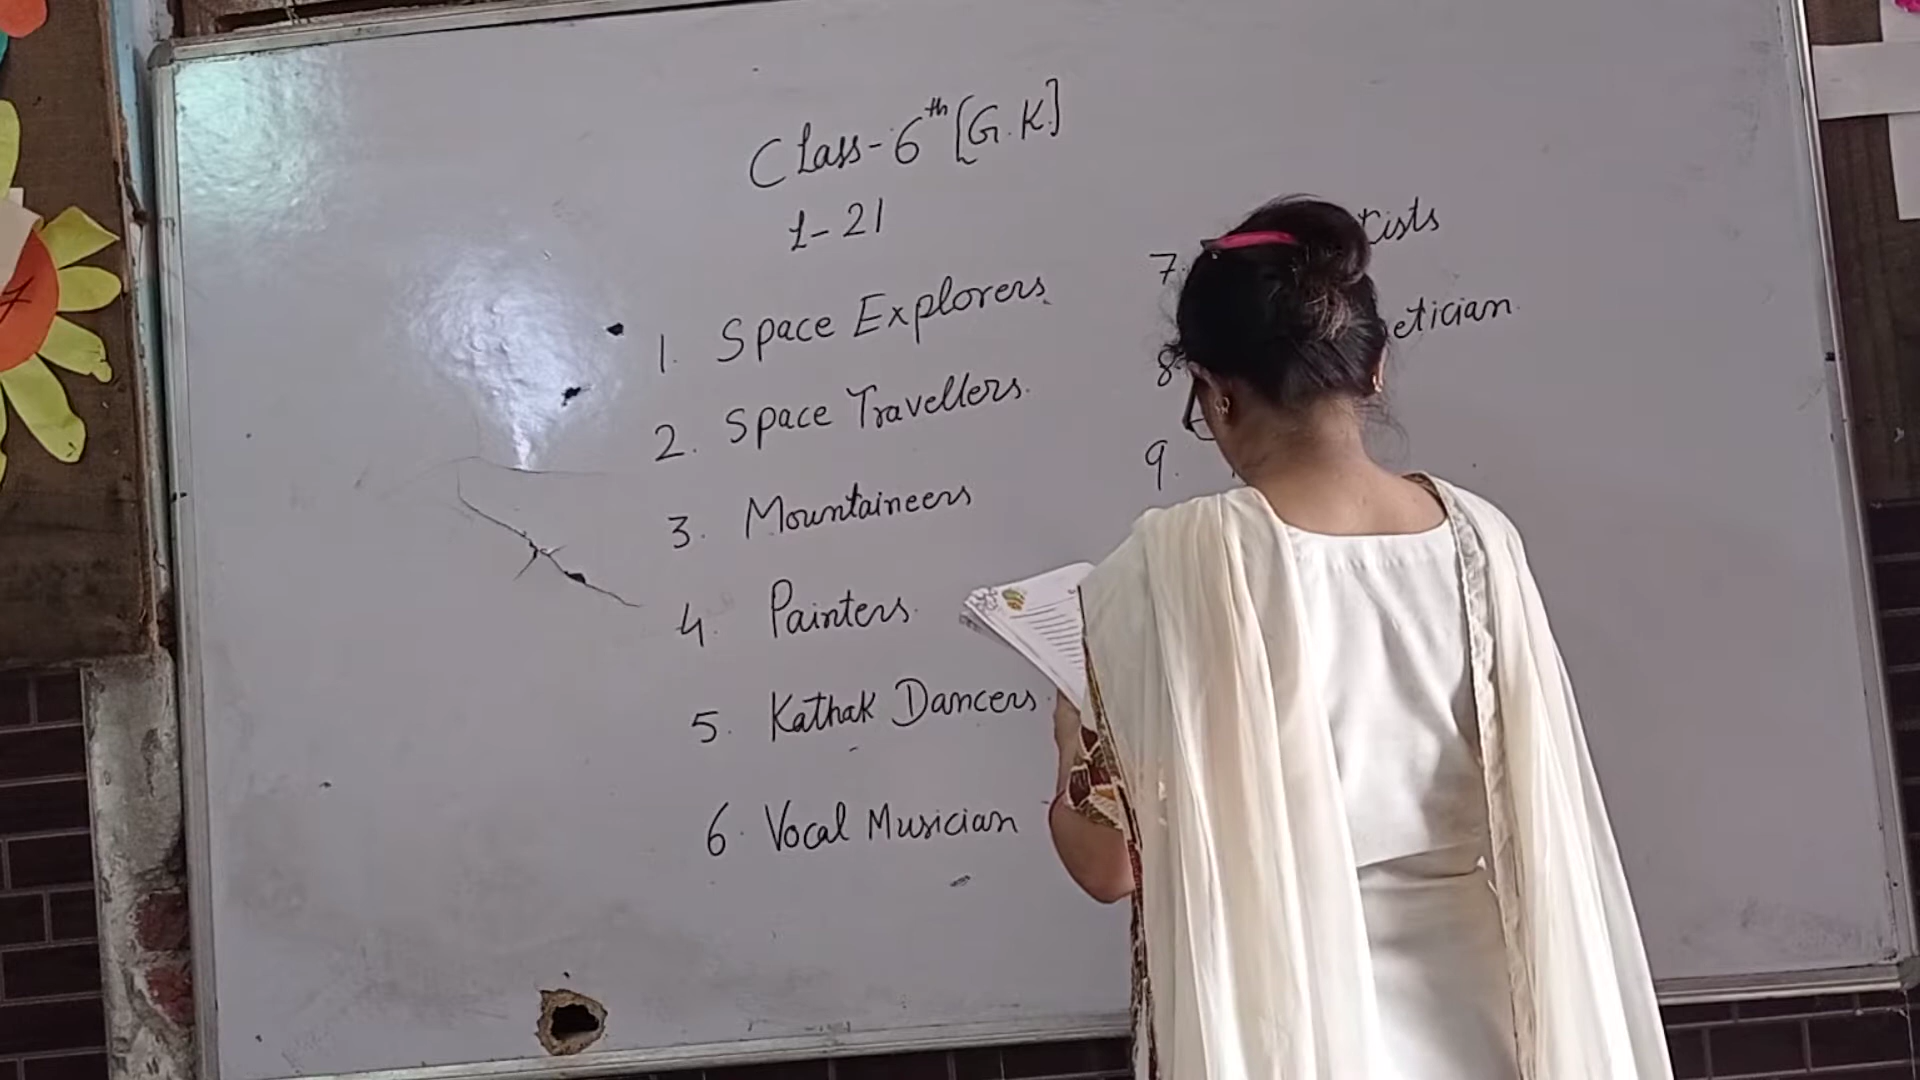 Class-6th [G.K]
L-21
1. Space Explorers
2. Space Travellers.
3. Mountaineers
4. Painters.
5. Kathak Dancers
6. Vocal Musician
7.
8
9.